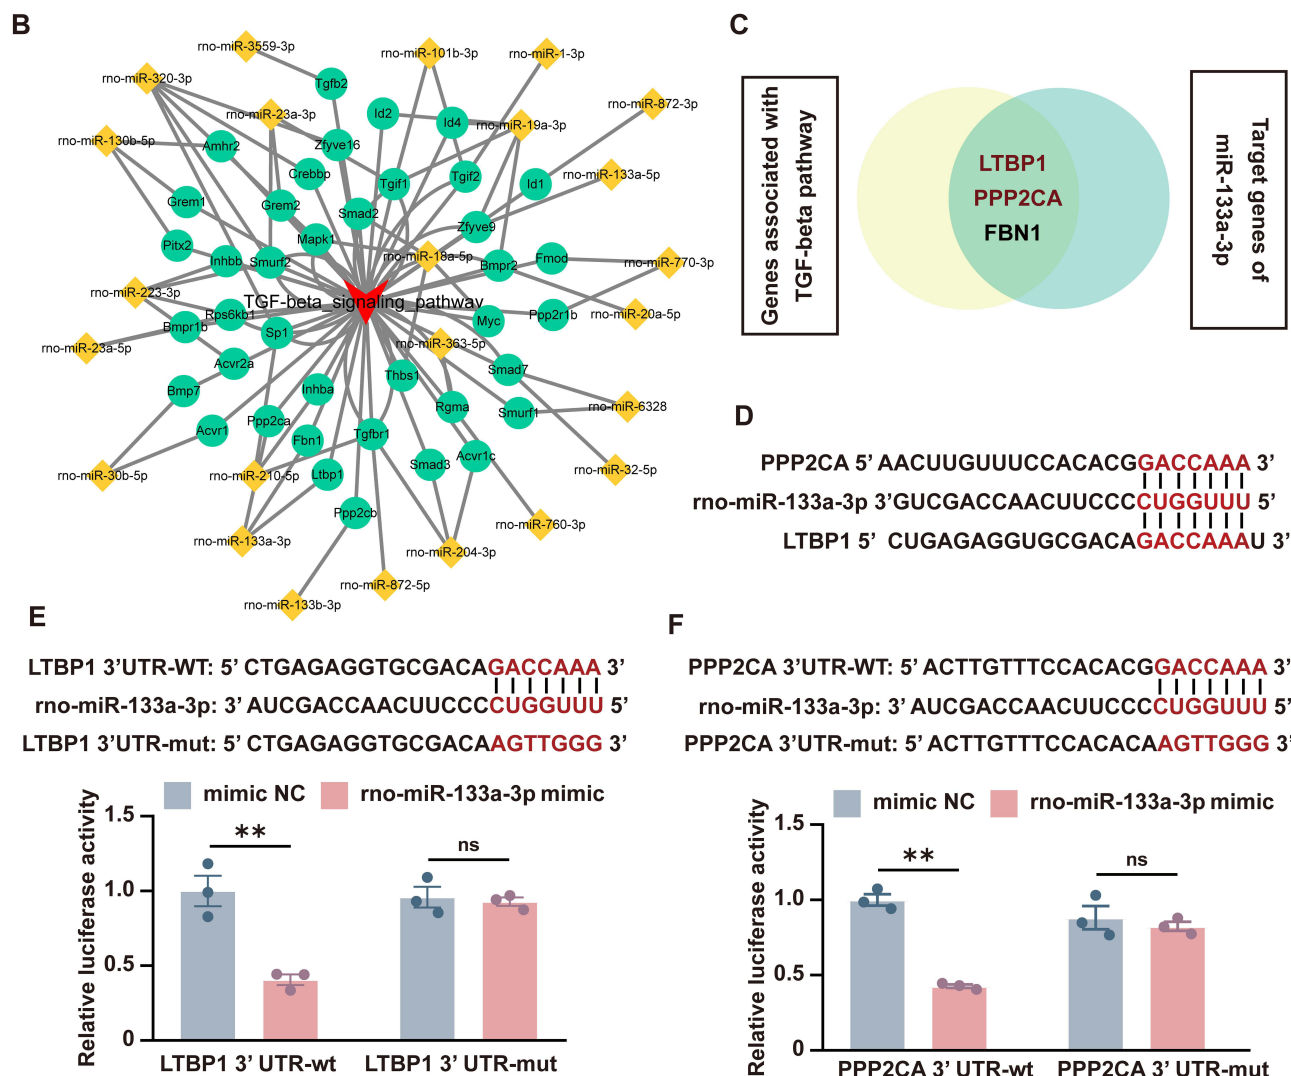 B
rno-miR-3559-3p
rno-miR-101b-3p
rno-miR-1-3p
rno-miR-320-3p
Tgfb2
rno-miR-872-3p
rno-miR-23a-3p
Id2
Id4
rno-miR-19a-3p
rno-miR-130b-5p
Amhr2
Zfyve16
Crebbp
Tgif1
Tgif2
Id1
rno-miR-133a-5p
Grem1
Grem2
Smad2
Zfyve9
Pitx2
Mapk1
Inhbb
Smurf2
rno-miR-18a-5p
Bmpr2
Fmod
rno-miR-770-3p
rno-miR-223-3p
TGF-beta_signaling_pathway
Rps6kb1
Bmpr1b
Sp1
Myc
Ppp2r1b
rno-miR-20a-5p
rno-miR-23a-5p
rno-miR-363-5p
Acvr2a
Thbs1
Smad7
Bmp7
Inhba
Rgma
Smurf1
rno-miR-6328
Acvr1
Ppp2ca
Fbn1
Tgfbr1
rno-miR-30b-5p
rno-miR-210-5p
Ltbp1
Smad3
Acvr1c
rno-miR-32-5p
Ppp2cb
rno-miR-760-3p
rno-miR-133a-3p
rno-miR-204-3p
rno-miR-872-5p
rno-miR-133b-3p
C
Genes associated with
TGF-beta pathway
LTBP1
PPP2CA
FBN1
Target genes of
miR-133a-3p
D
PPP2CA 5’ AACUUGUUUCCACACGGACCAAA 3’
rno-miR-133a-3p 3’GUCGACCAACUUCCCCUGGUUU 5’
LTBP1 5’ CUGAGAGGUGCGACAGACCAAAU 3’
E
LTBP1 3’UTR-WT: 5’ CTGAGAGGTGCGACAGACCAAA 3’
rno-miR-133a-3p: 3’ AUCGACCAACUUCCCCUGGUUU 5’
LTBP1 3’UTR-mut: 5’ CTGAGAGGTGCGACAAGTTGGG 3’
mimic NC
rno-miR-133a-3p mimic
Relative luciferase activity
1.5
1.0
0.5
0
**
ns
LTBP1 3’ UTR-wt
LTBP1 3’ UTR-mut
F
PPP2CA 3’UTR-WT: 5’ ACTTGTTTCCACACGGACCAAA 3’
rno-miR-133a-3p: 3’ AUCGACCAACUUCCCCUGGUUU 5’
PPP2CA 3’UTR-mut: 5’ ACTTGTTTCCACACAAGTTGGG 3’
mimic NC
rno-miR-133a-3p mimic
Relative luciferase activity
1.5
1.0
0.5
0
**
ns
PPP2CA 3’ UTR-wt
PPP2CA 3’ UTR-mut